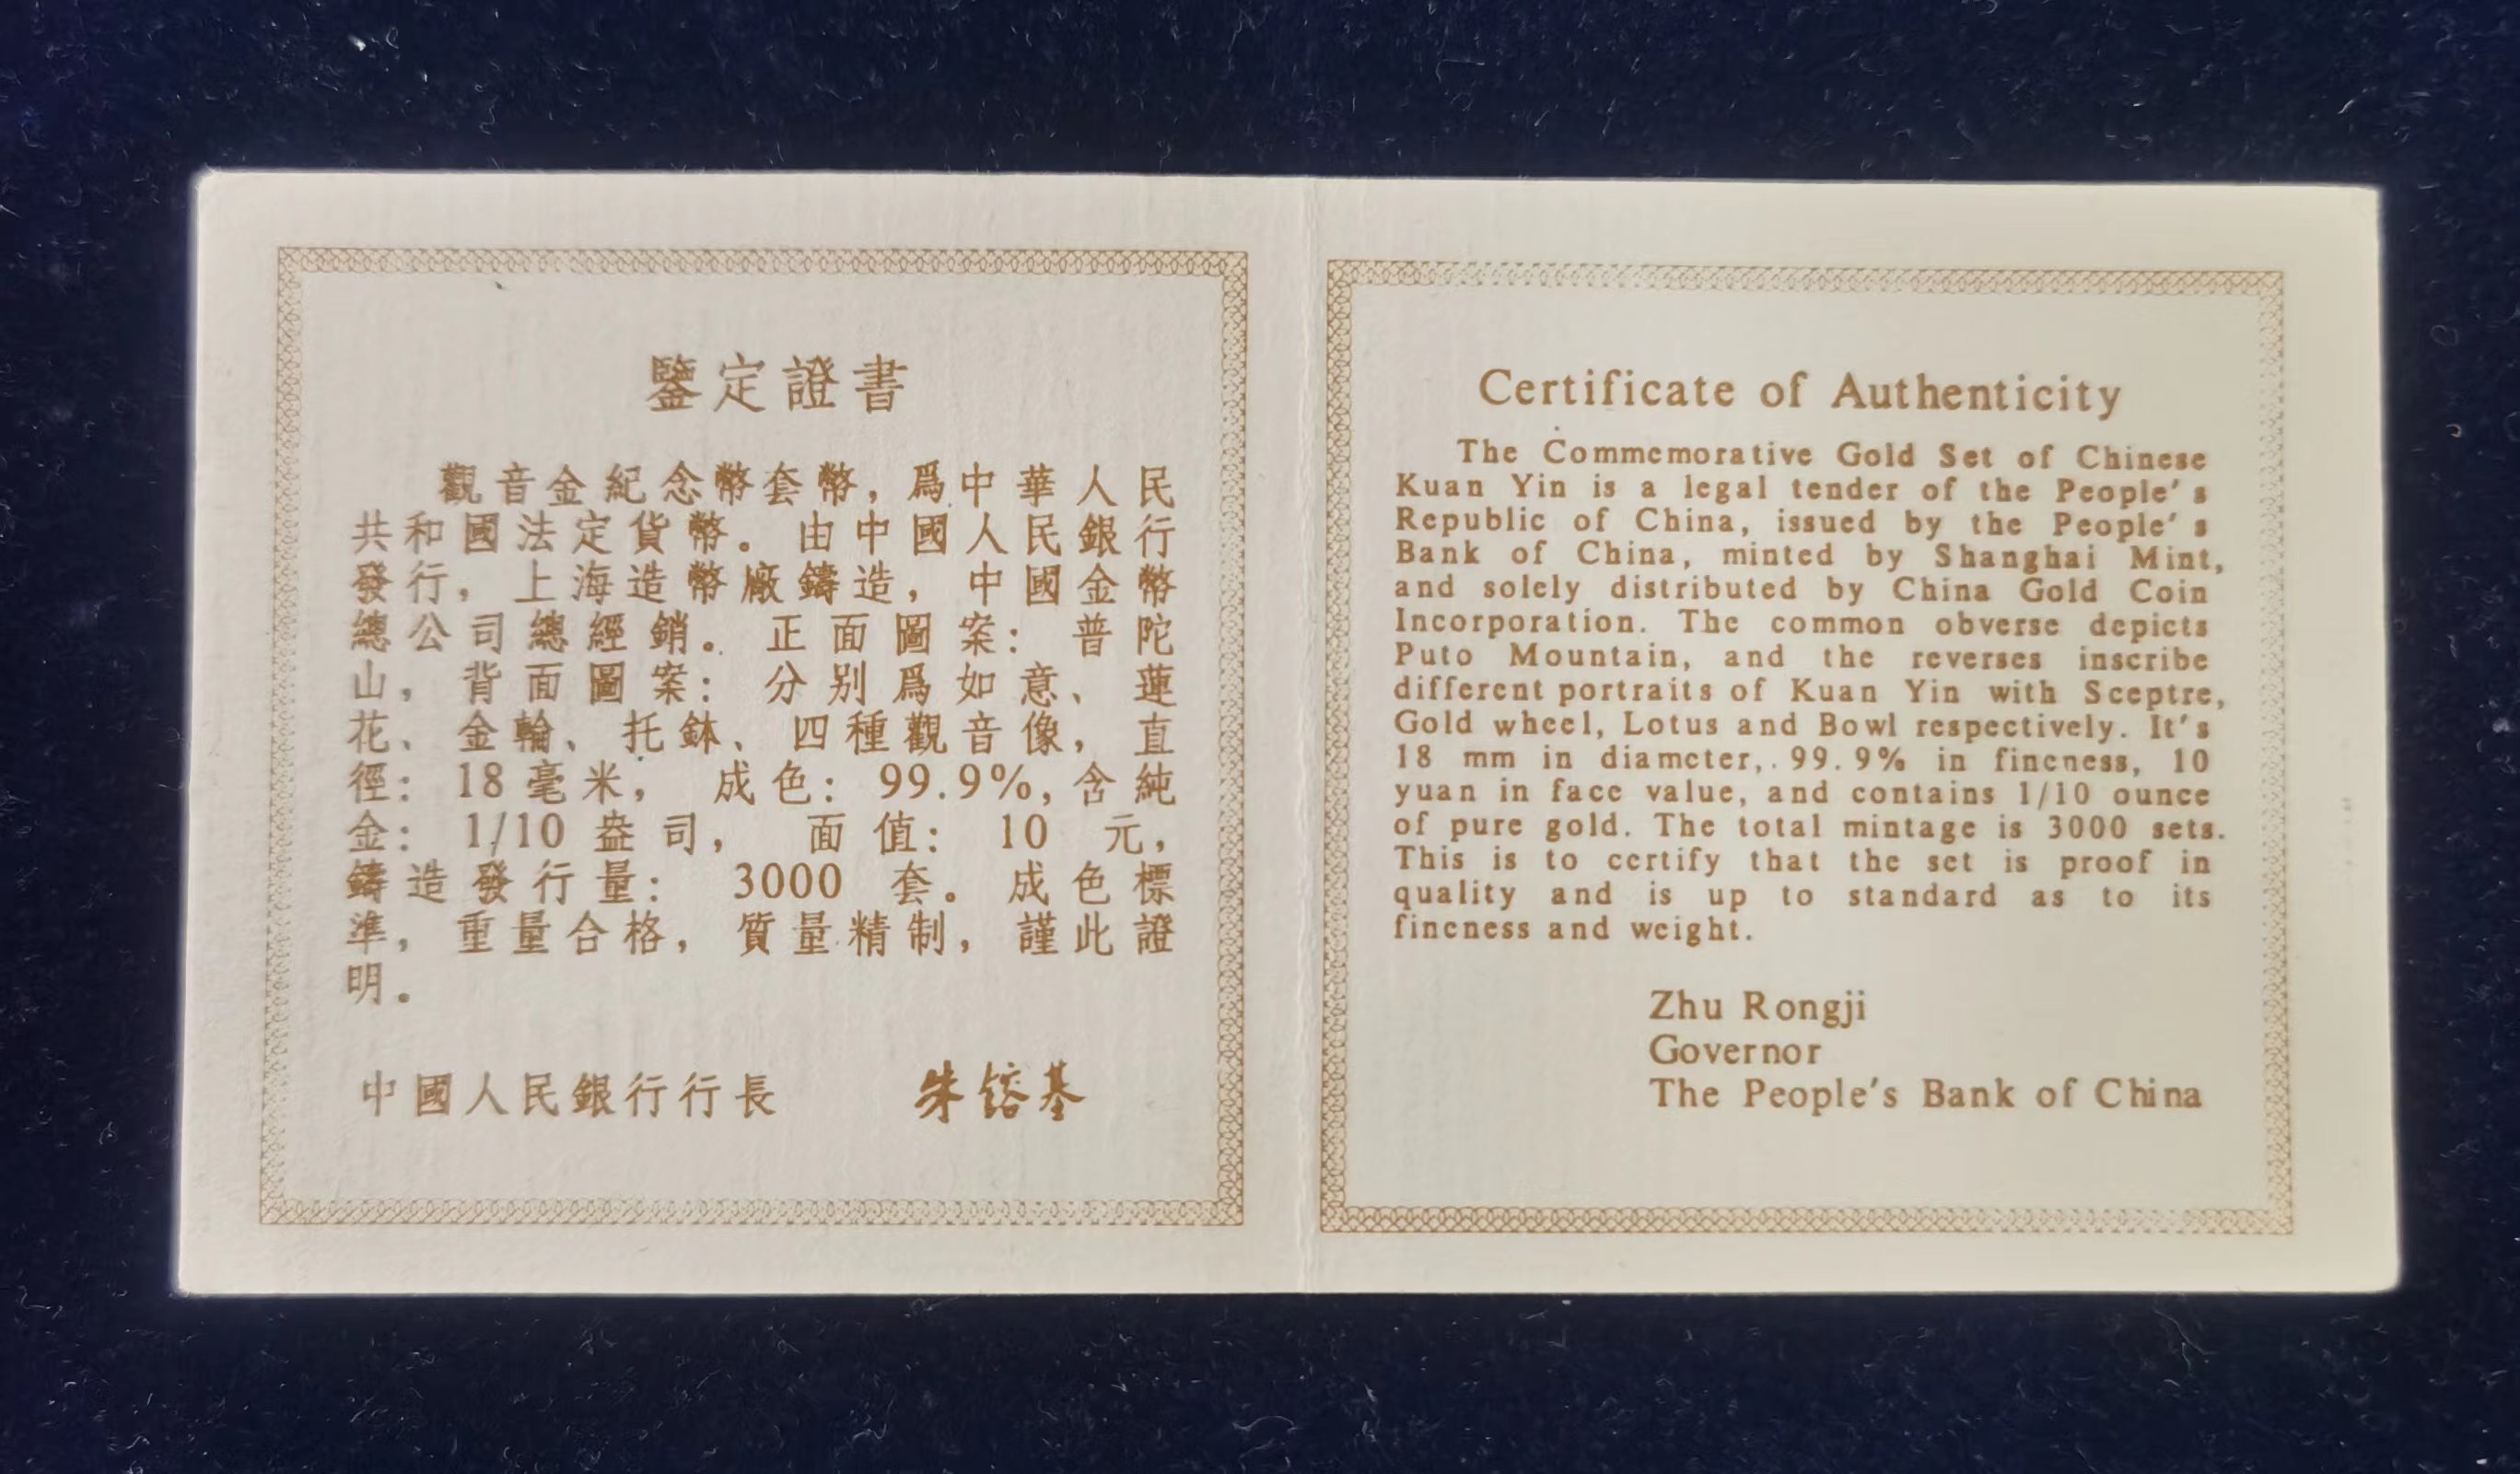 鑒定證書
觀音金紀念幣套幣，爲中華人民
共和國法定貨幣。由中國人民銀行
發行，上海造幣廠鑄造，中國金幣
總公司總經銷。正面圖案：普陀
山，背面圖案：分别爲如意、蓮
花、金輪、托鉢、四種觀音像，直
徑：18毫米，成色：99.9%,含純
金：1/10盎司，面值：10元，
鑄造發行量：3000套。成色標
準，重量合格，質量精制，謹此證
明。
中國人民銀行行長 朱镕基
Certificate of Authenticity
The Commemorative Gold Set of Chinese
Kuan Yin is a legal tender of the People's
Republic of China, issued by the People's
Bank of China, minted by Shanghai Mint,
and solely distributed by China Gold Coin
Incorporation. The common obverse depicts
Puto Mountain, and the reverses inscribe
different portraits of Kuan Yin with Sceptre,
Gold wheel, Lotus and Bowl respectively. It's
18 mm in diameter, 99.9% in fineness, 10
yuan in face value, and contains 1/10 ounce
of pure gold. The total mintage is 3000 sets.
This is to certify that the set is proof in
quality and is up to standard as to its
fineness and weight.
Zhu Rongji
Governor
The People's Bank of China